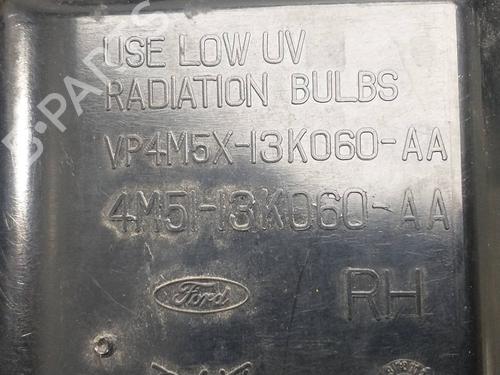 USE LOW UV
RADIATION BULBS
VP4M5X-13K060-AA
4M51-13K060-AA
Ford
RH
B-PARTS